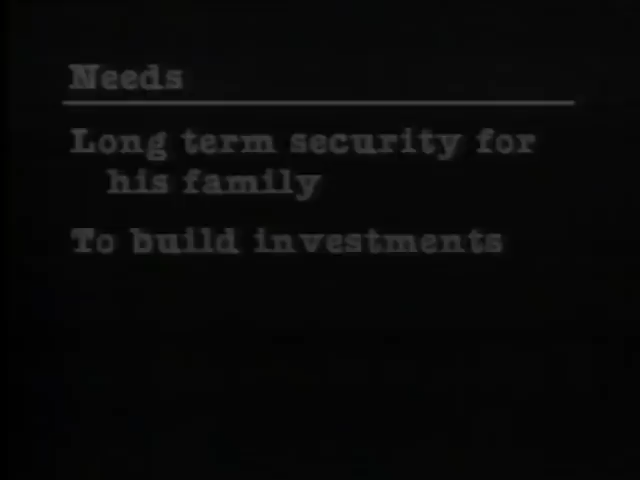 Needs
Long term security for
his family
To build investments